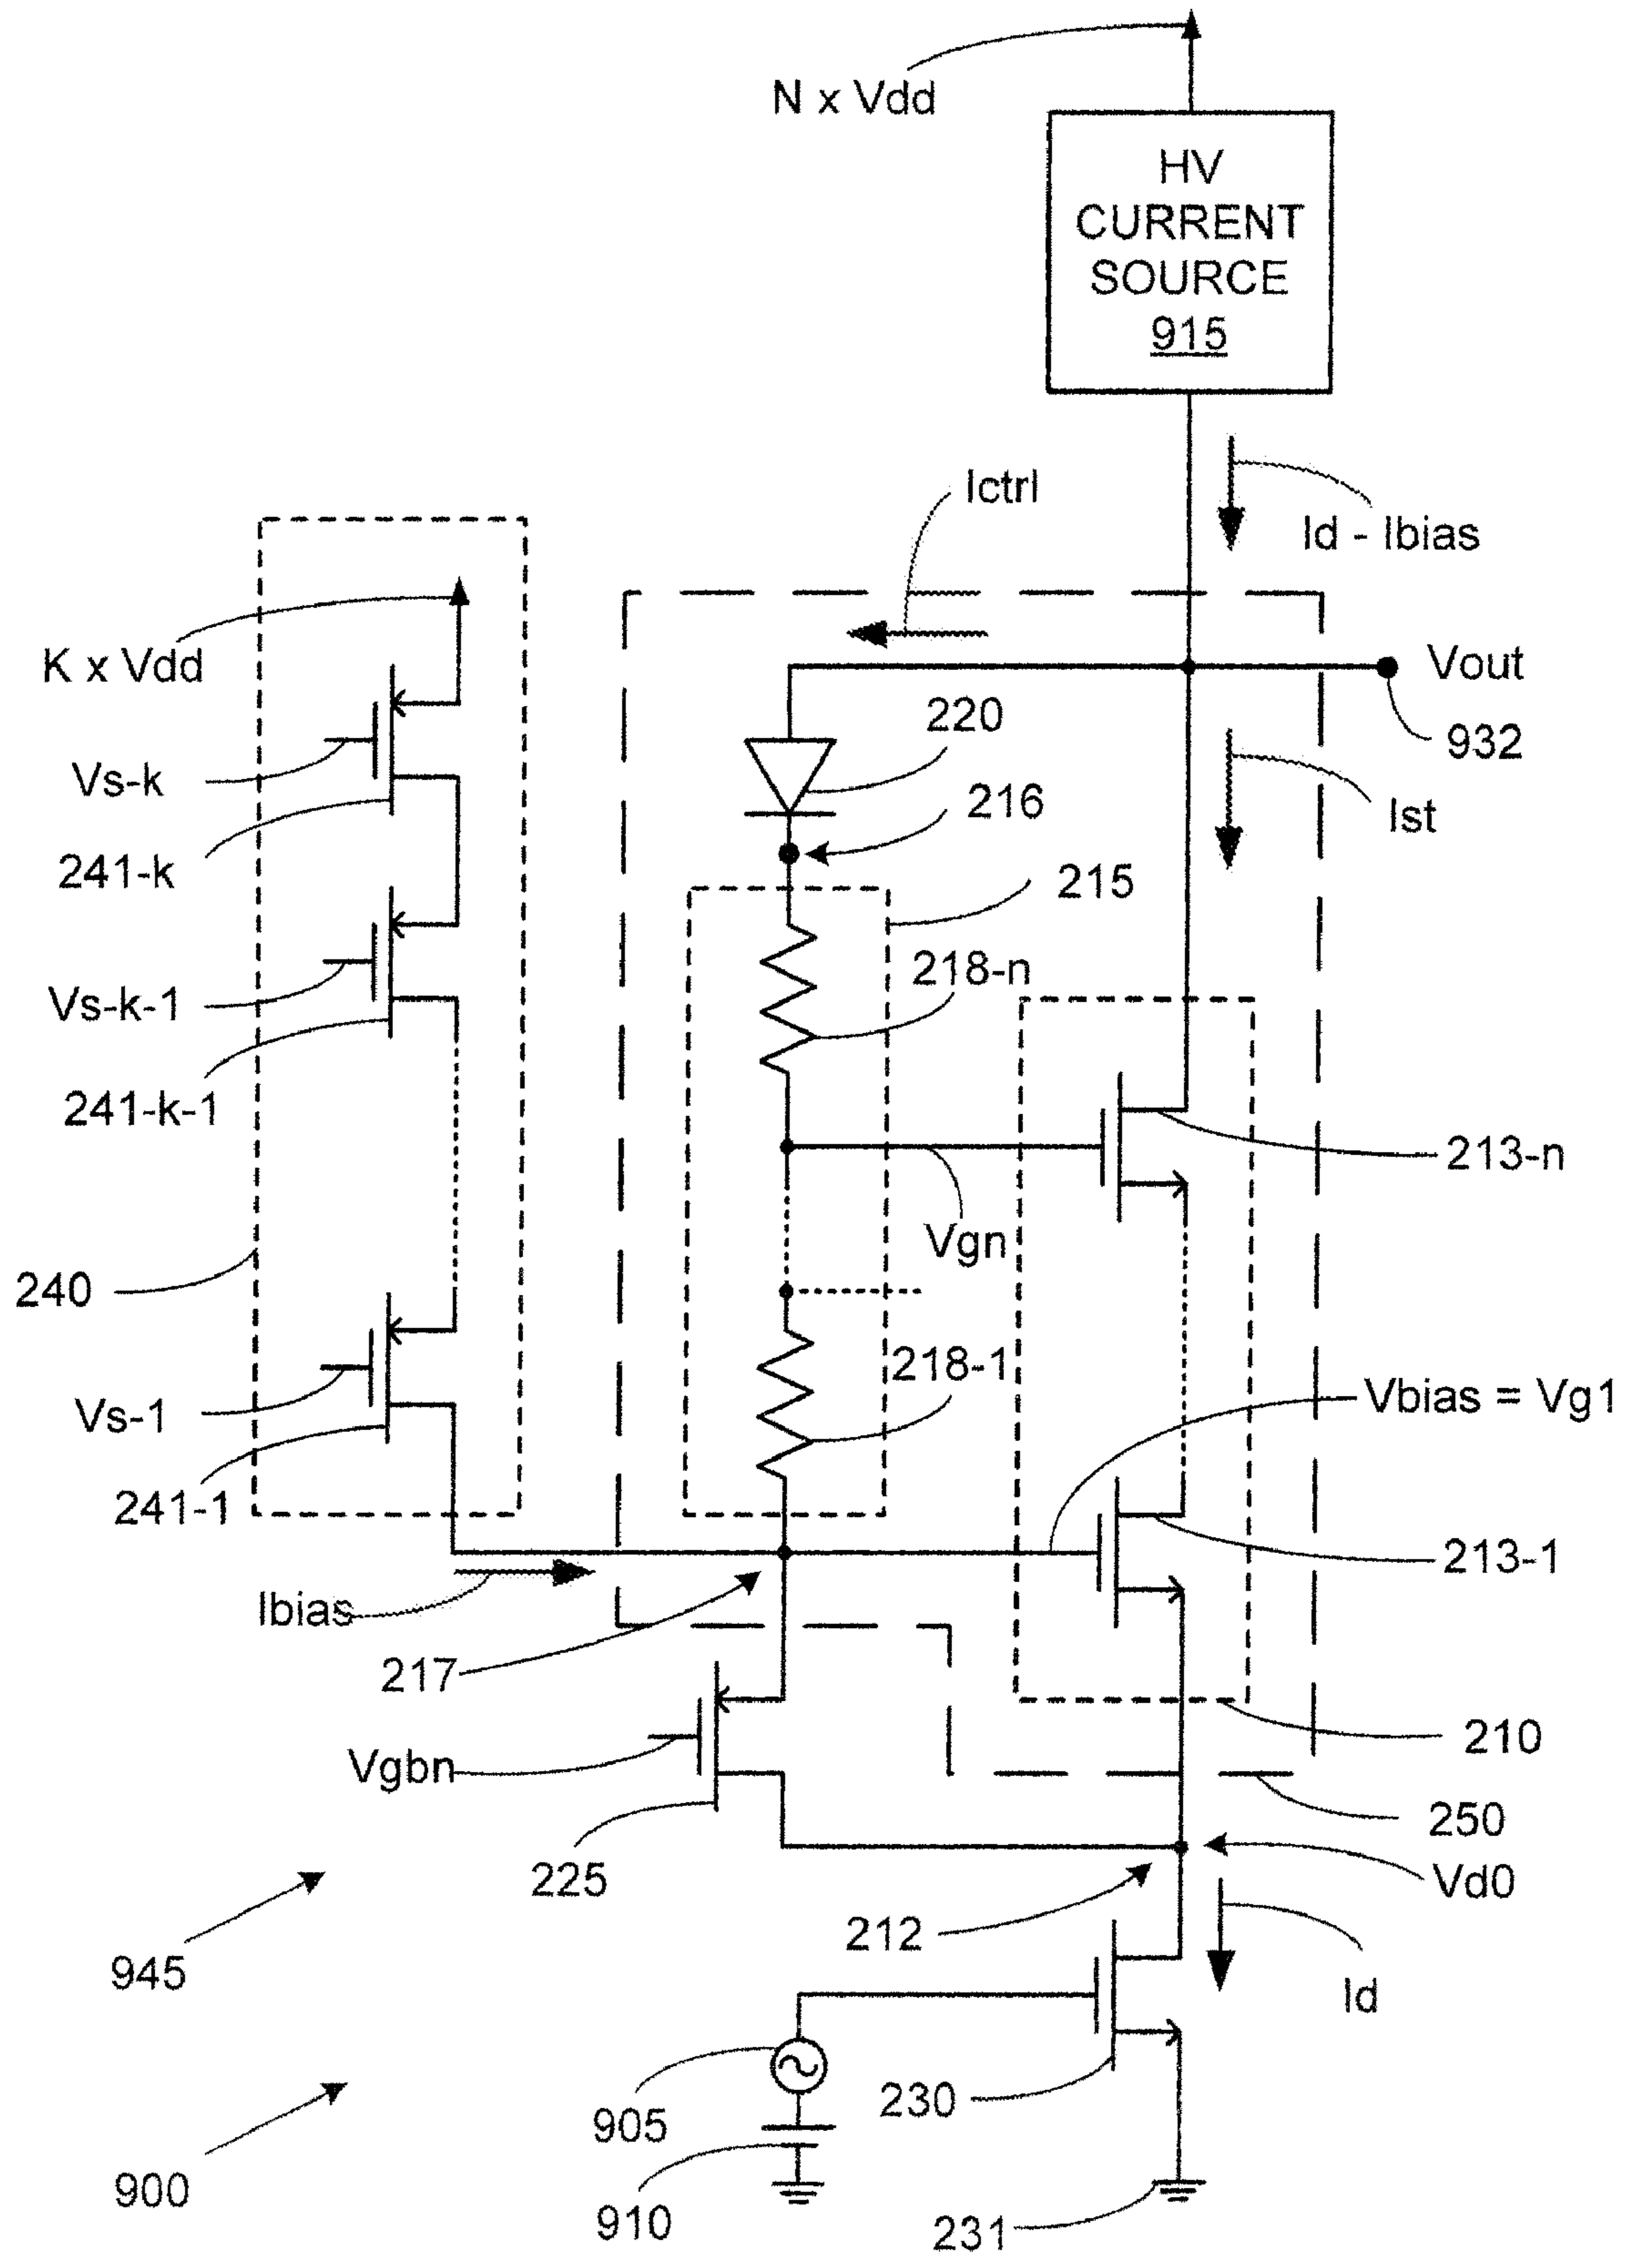 N x Vdd
HV
CURRENT
SOURCE
915
Ictrl
Id - Ibias
K x Vdd
Vout
220
932
Vs-k
216
Ist
241-k
215
218-n
Vs-k-1
241-k-1
213-n
Vgn
240
218-1
Vbias = Vg1
Vs-1
241-1
213-1
Ibias
217
210
Vgbn
250
225
Vd0
212
945
Id
230
905
900
910
231